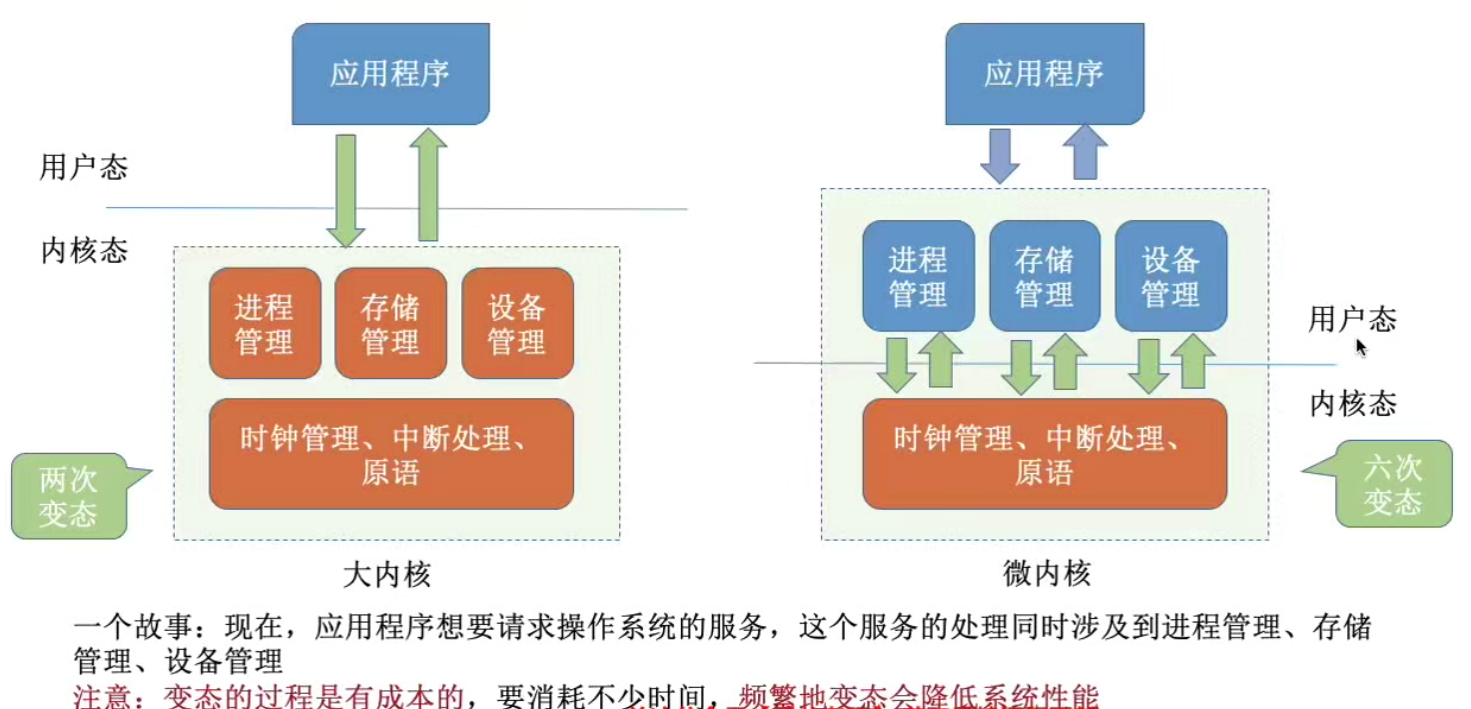 应用程序
用户态
内核态
进程
管理
存储
管理
设备
管理
时钟管理、中断处理、
原语
两次
变态
大内核
应用程序
进程
管理
存储
管理
设备
管理
用户态
内核态
时钟管理、中断处理、
原语
六次
变态
微内核
一个故事：现在，应用程序想要请求操作系统的服务，这个服务的处理同时涉及到进程管理、存储
管理、设备管理
注意：变态的过程是有成本的，要消耗不少时间，频繁地变态会降低系统性能